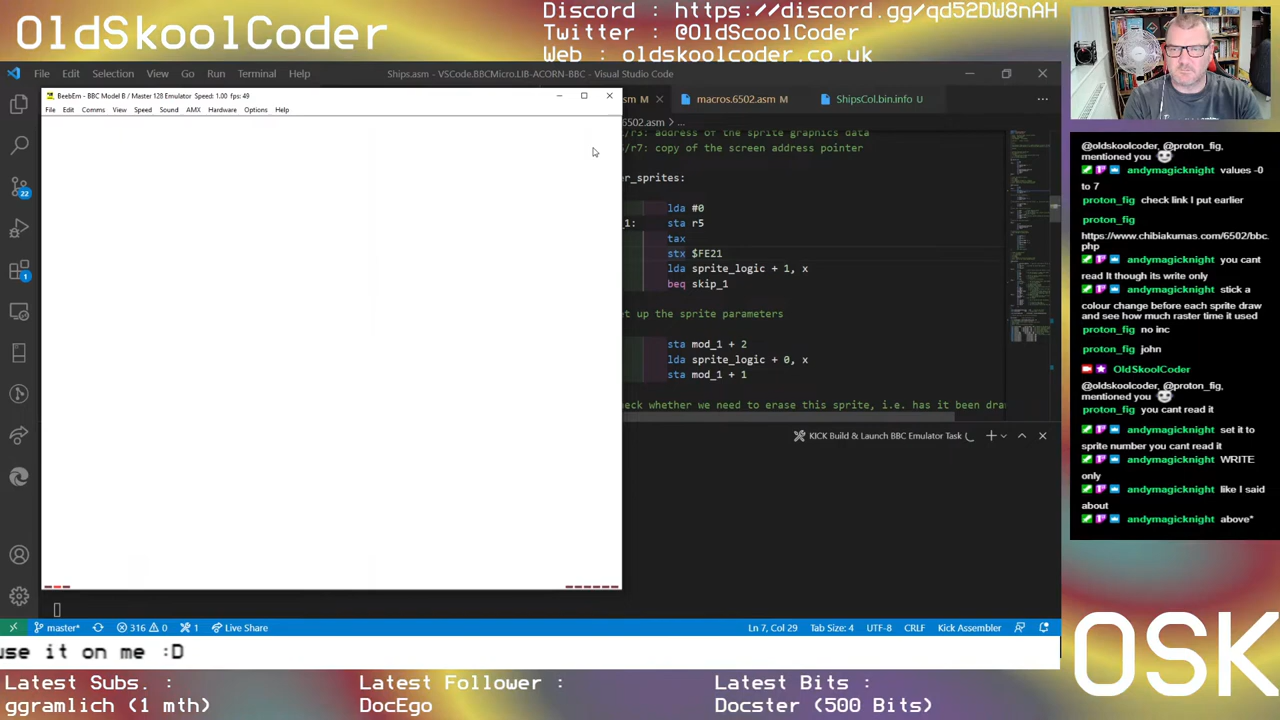 OldSkoolCoder
Discord : https://discord.gg/qd52DW8nAH
Twitter : @OldScoolCoder
Web : oldskoolcoder.co.uk
File Edit Selection View Go Run Terminal Help
Ships.asm - VSCode.BBCMicro.LIB-ACORN-BBC - Visual Studio Code
BeebEm - BBC Model B / Master 128 Emulator Speed: 1.00 fps: 49
File Edit Comms View Speed Sound AMX Hardware Options Help
sm M
macros.6502.asm M
ShipsCol.bin.info U
6502.asm > ...
/r3: address of the sprite graphics data
/r7: copy of the screen address pointer
er_sprites:
lda #0
_1: sta r5
tax
stx $FE21
lda sprite_logic + 1, x
beq skip_1
et up the sprite parameters
sta mod_1 + 2
lda sprite_logic + 0, x
sta mod_1 + 1
eck whether we need to erase this sprite, i.e. has it been dra
KICK Build & Launch BBC Emulator Task
22
1
master* 316 0 1 Live Share
Ln 7, Col 29 Tab Size: 4 UTF-8 CRLF Kick Assembler
@oldskoolcoder, @proton_fig,
mentioned you
andymagicknight values -0
to 7
proton_fig check link I put earlier
proton_fig
https://www.chibiakumas.com/6502/bbc.
php
andymagicknight you cant
read It though its write only
andymagicknight stick a
colour change before each sprite draw
and see how much raster time it used
proton_fig no inc
proton_fig john
OldSkoolCoder
@oldskoolcoder, @proton_fig,
mentioned you
proton_fig you cant read it
andymagicknight set it to
sprite number you cant read it
andymagicknight WRITE
only
andymagicknight like I said
about
andymagicknight above*
use it on me :D
OSK
Latest Subs. :
ggramlich (1 mth)
Latest Follower :
DocEgo
Latest Bits :
Docster (500 Bits)